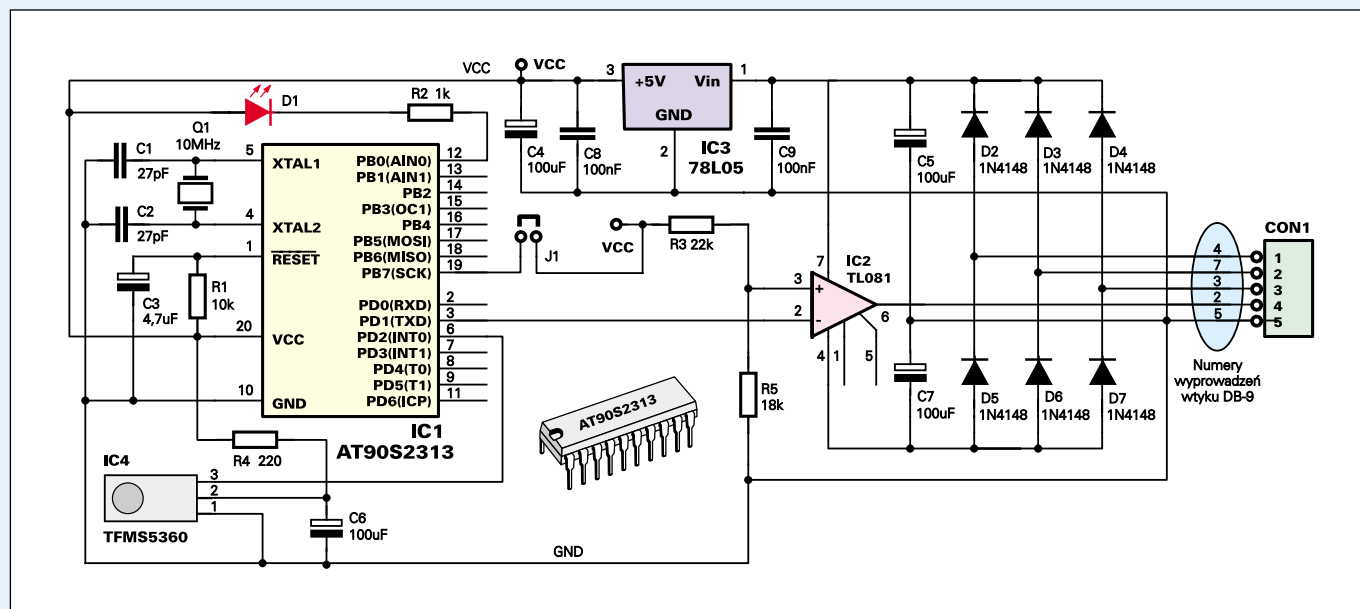 VCC
VCC
D1
R2 1k
Q1
10MHz
C1
27pF
C2
27pF
5
XTAL1
4
XTAL2
1
RESET
20
VCC
10
GND
PB0(AIN0)
12
PB1(AIN1)
13
PB2
14
PB3(OC1)
15
PB4
16
PB5(MOSI)
17
PB6(MISO)
18
PB7(SCK)
19
PD0(RXD)
2
PD1(TXD)
3
PD2(INT0)
6
PD3(INT1)
7
PD4(T0)
8
PD5(T1)
9
PD6(ICP)
11
IC1
AT90S2313
C3
4,7uF
R1
10k
R4 220
IC4
3
2
1
TFMS5360
C6
100uF
GND
AT90S2313
J1
VCC
R3 22k
C4
100uF
C8
100nF
3
+5V
Vin
1
GND
2
IC3
78L05
C9
100nF
C5
100uF
D2
1N4148
D3
1N4148
D4
1N4148
7
IC2
TL081
3
+
2
-
6
4
1
5
R5
18k
C7
100uF
D5
1N4148
D6
1N4148
D7
1N4148
CON1
4
1
7
2
3
3
2
4
5
5
Numery
wyprowadzeń
wtyku DB-9